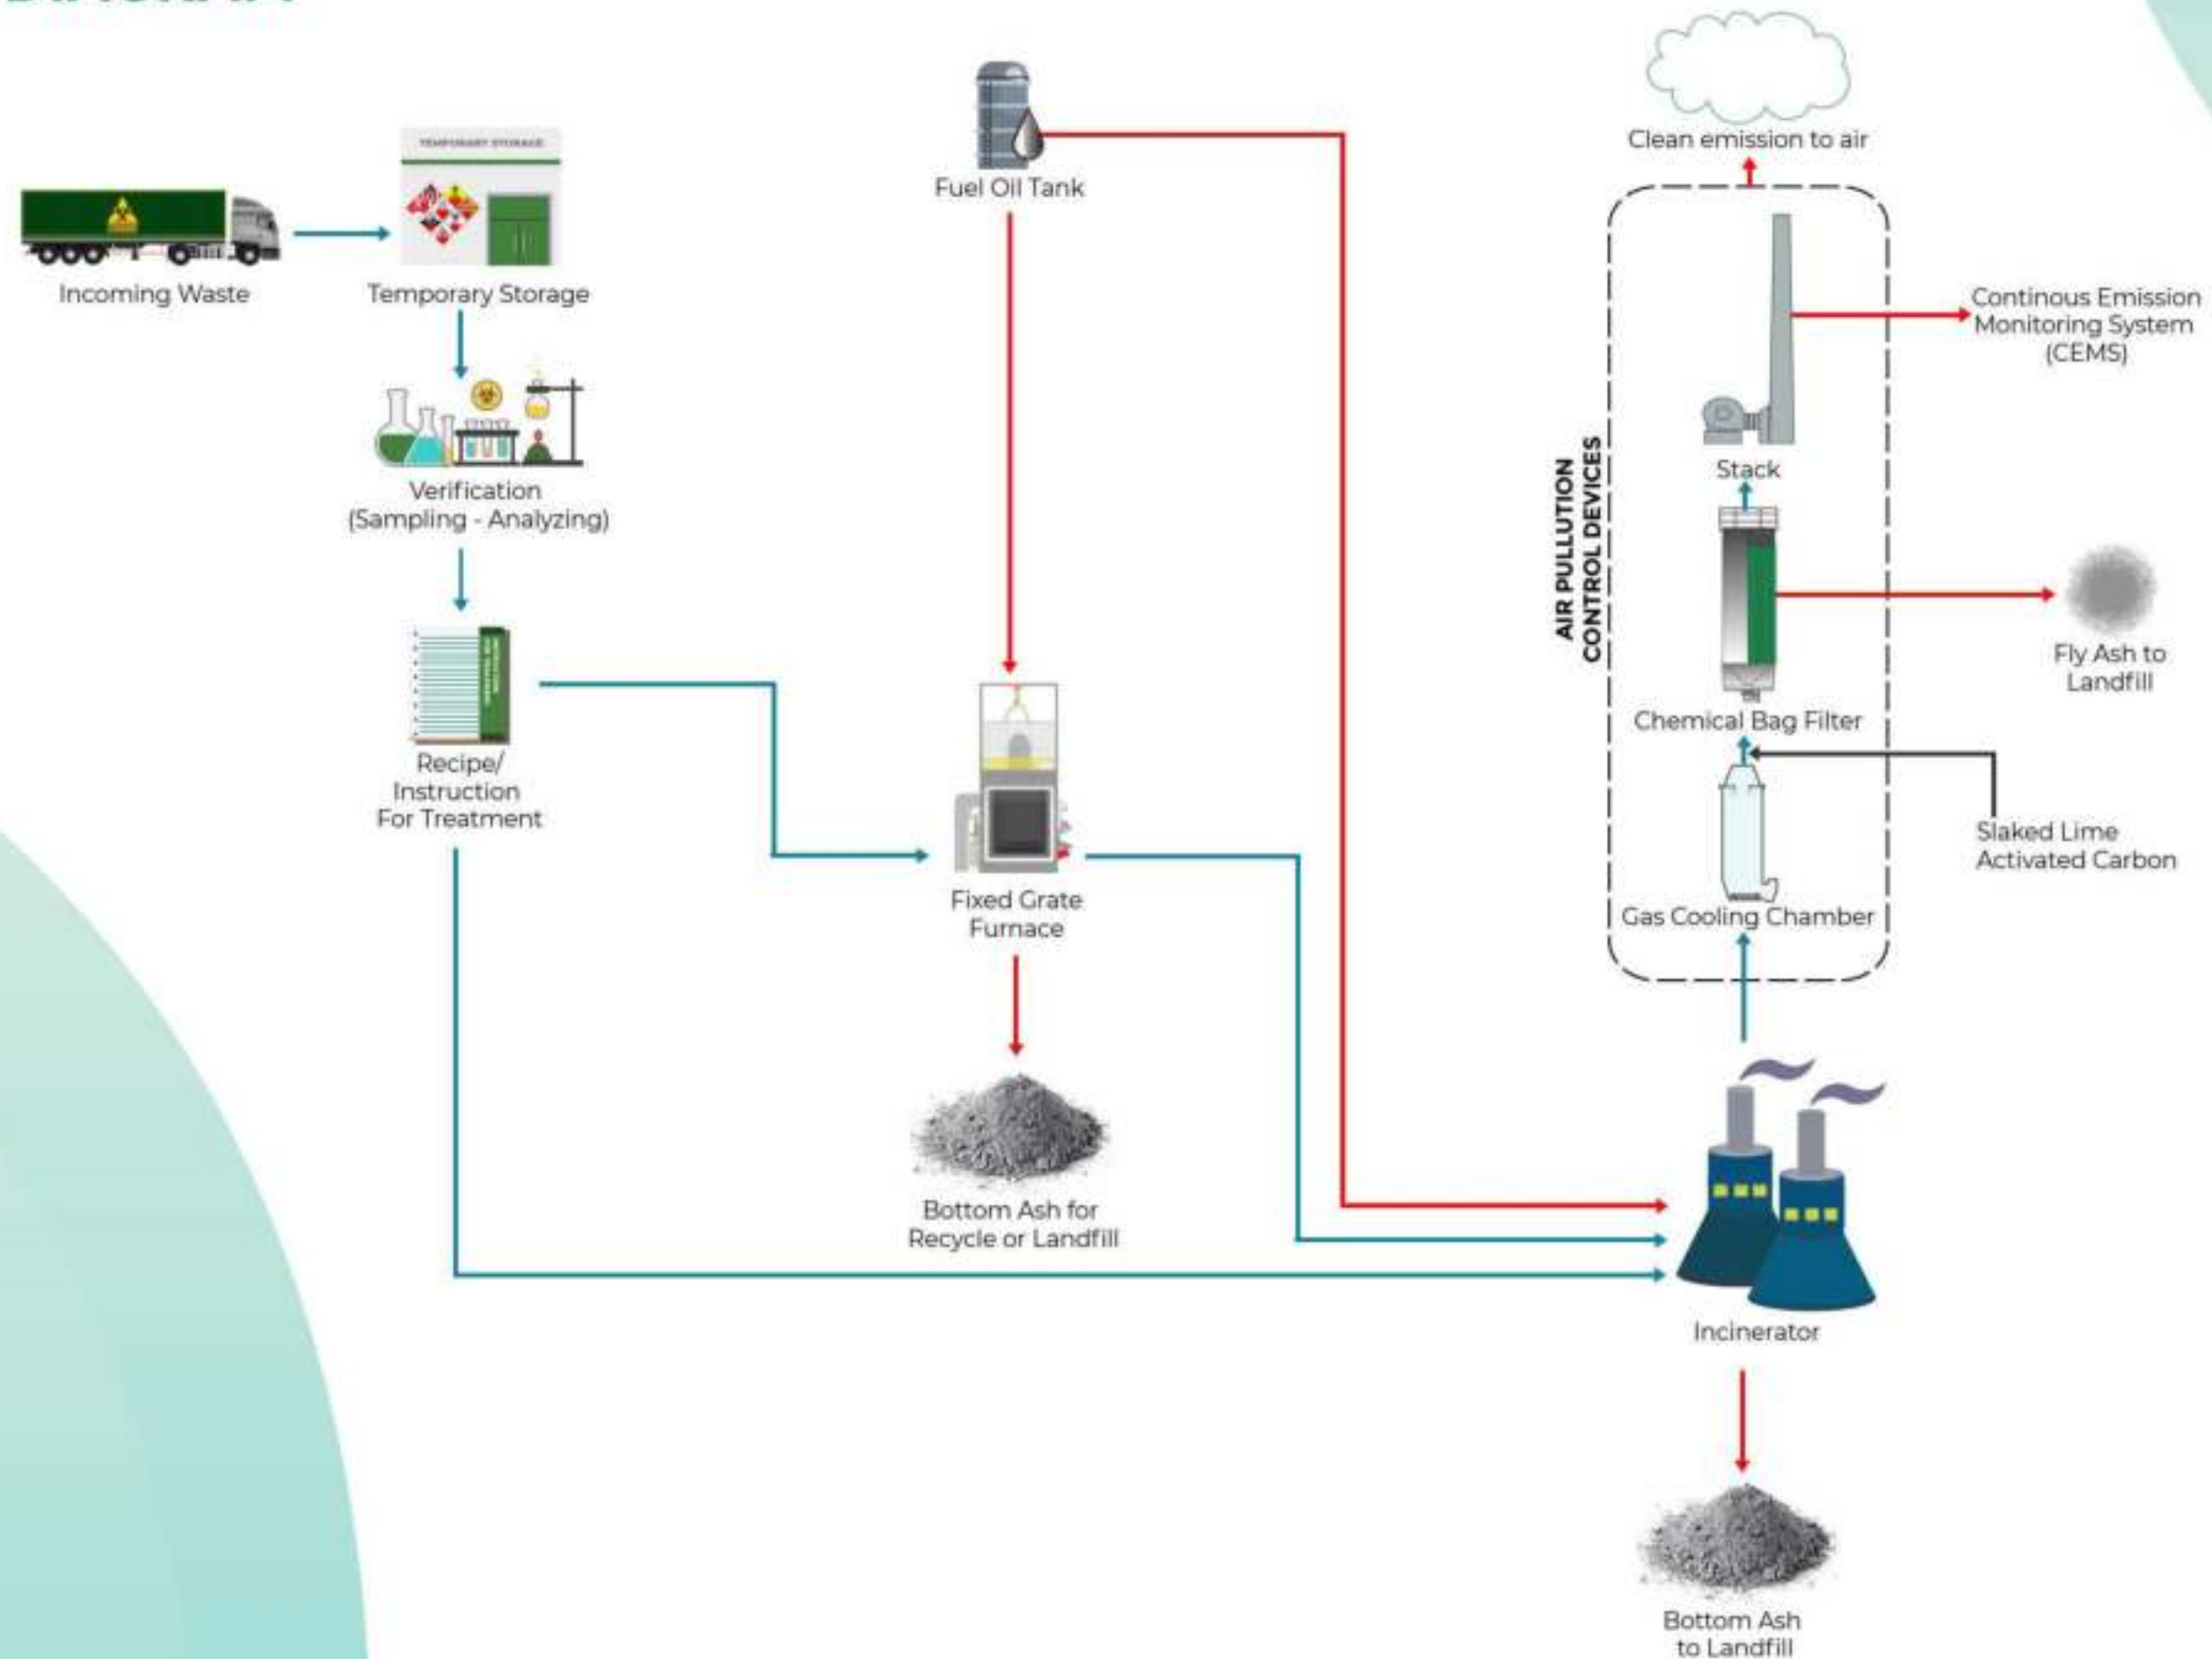 TEMPORARY STORAGE
Incoming Waste
Temporary Storage
Verification
(Sampling - Analyzing)
Recipe/
Instruction
For Treatment
Fuel Oil Tank
Fixed Grate
Furnace
Bottom Ash for
Recycle or Landfill
Clean emission to air
AIR PULLUTION
CONTROL DEVICES
Stack
Continous Emission
Monitoring System
(CEMS)
Chemical Bag Filter
Fly Ash to
Landfill
Slaked Lime
Activated Carbon
Gas Cooling Chamber
Incinerator
Bottom Ash
to Landfill